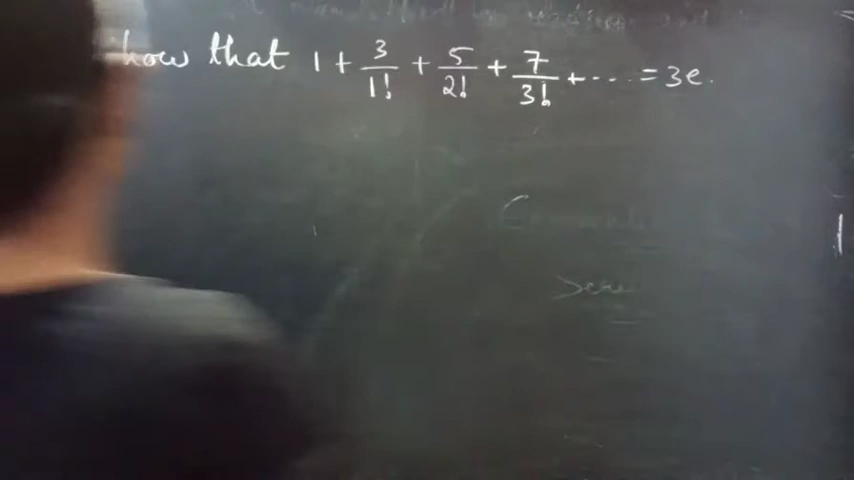 how that 1 + 3/1! + 5/2! + 7/3! + ---- = 3e.